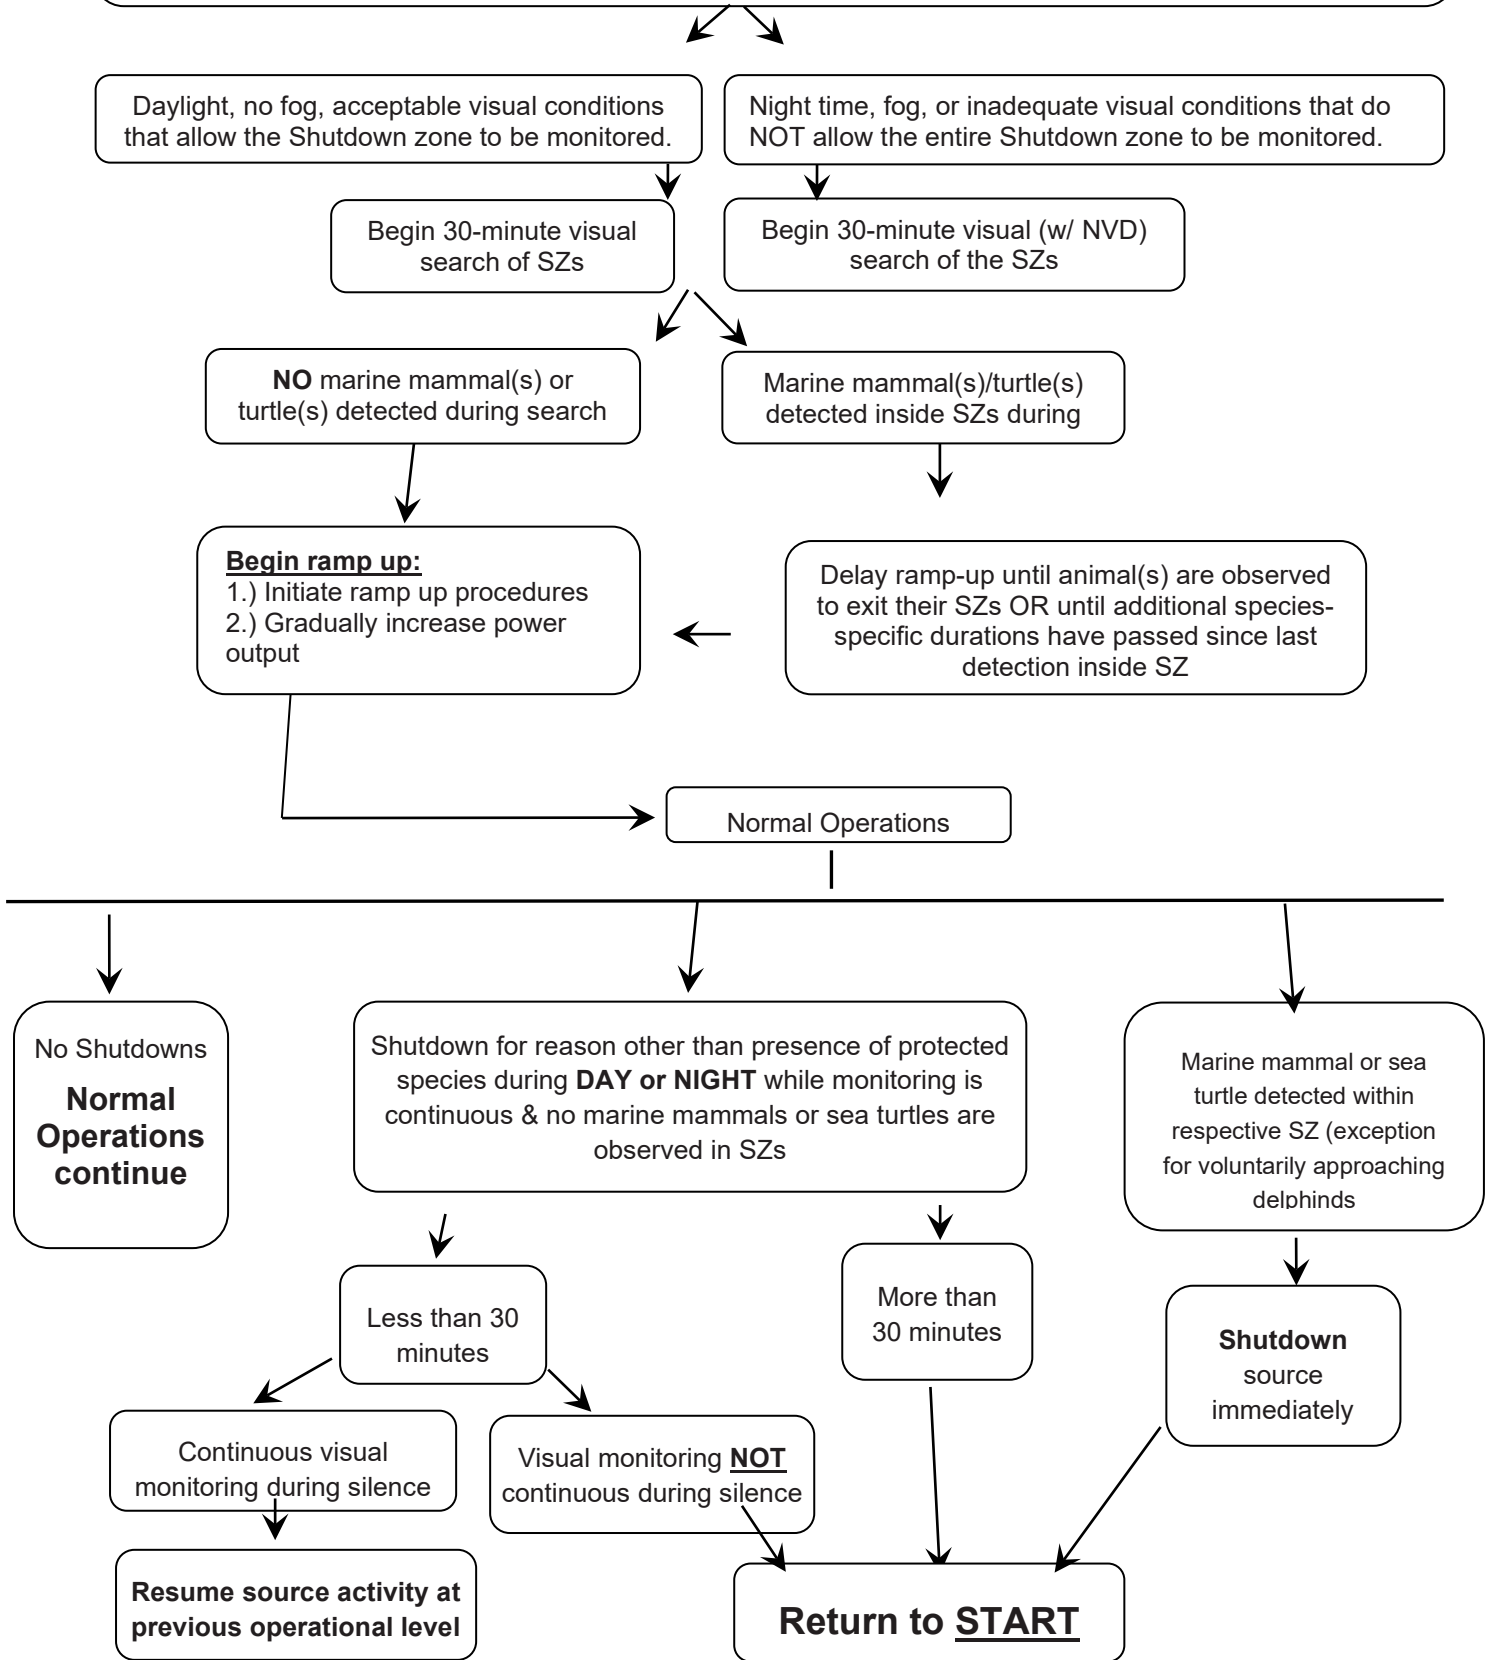 Daylight, no fog, acceptable visual conditions
that allow the Shutdown zone to be monitored.
Night time, fog, or inadequate visual conditions that do
NOT allow the entire Shutdown zone to be monitored.
Begin 30-minute visual
search of SZs
Begin 30-minute visual (w/ NVD)
search of the SZs
NO marine mammal(s) or
turtle(s) detected during search
Marine mammal(s)/turtle(s)
detected inside SZs during
Begin ramp up:
1.) Initiate ramp up procedures
2.) Gradually increase power
output
Delay ramp-up until animal(s) are observed
to exit their SZs OR until additional species-
specific durations have passed since last
detection inside SZ
Normal Operations
No Shutdowns
Normal
Operations
continue
Shutdown for reason other than presence of protected
species during DAY or NIGHT while monitoring is
continuous & no marine mammals or sea turtles are
observed in SZs
Marine mammal or sea
turtle detected within
respective SZ (exception
for voluntarily approaching
delphinds
Less than 30
minutes
More than
30 minutes
Shutdown
source
immediately
Continuous visual
monitoring during silence
Visual monitoring NOT
continuous during silence
Resume source activity at
previous operational level
Return to START